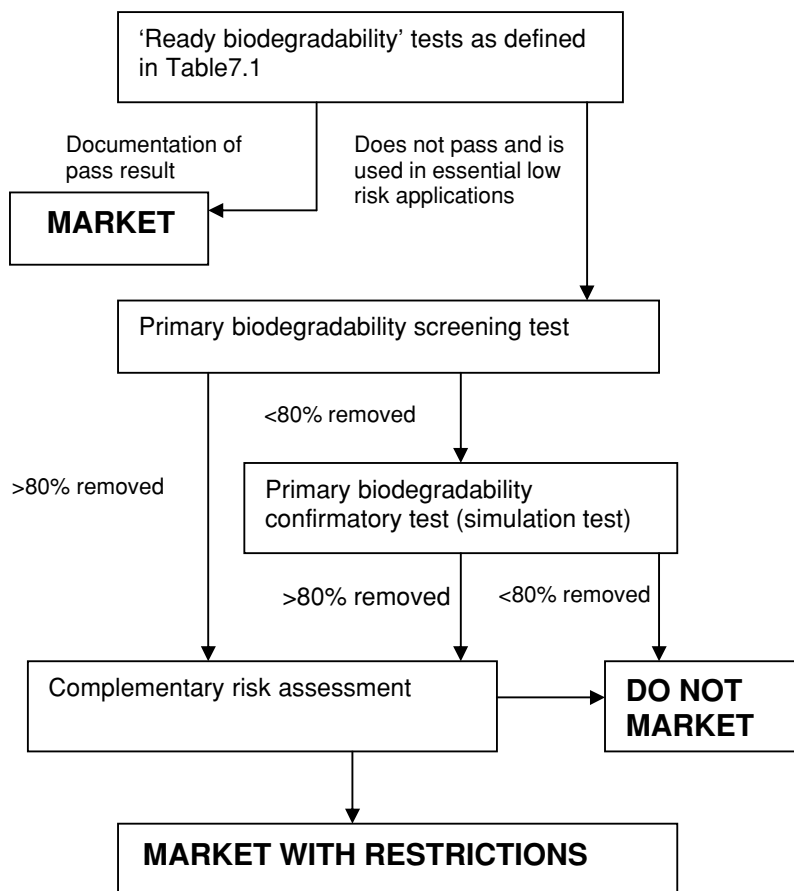 ‘Ready biodegradability’ tests as defined
in Table7.1
Documentation of
pass result
Does not pass and is
used in essential low
risk applications
MARKET
Primary biodegradability screening test
<80% removed
>80% removed
Primary biodegradability
confirmatory test (simulation test)
>80% removed
<80% removed
Complementary risk assessment
DO NOT
MARKET
MARKET WITH RESTRICTIONS